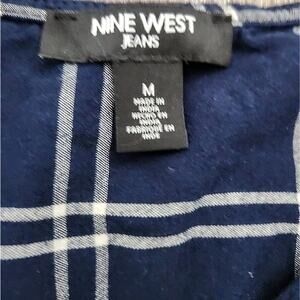 NINE WEST
JEANS
M
MADE IN
INDIA
HECHO EN
INDIA
FABRIQUÉ EN
INDE